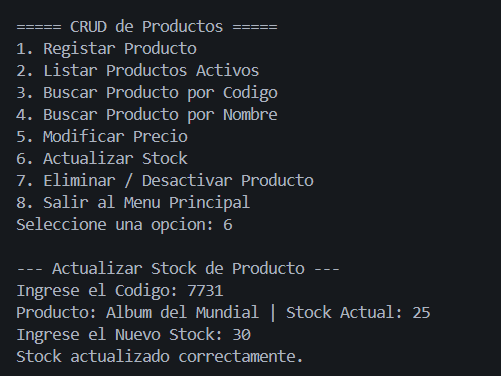 ===== CRUD de Productos =====
1. Registar Producto
2. Listar Productos Activos
3. Buscar Producto por Codigo
4. Buscar Producto por Nombre
5. Modificar Precio
6. Actualizar Stock
7. Eliminar / Desactivar Producto
8. Salir al Menu Principal
Seleccione una opcion: 6

--- Actualizar Stock de Producto ---
Ingrese el Codigo: 7731
Producto: Album del Mundial | Stock Actual: 25
Ingrese el Nuevo Stock: 30
Stock actualizado correctamente.